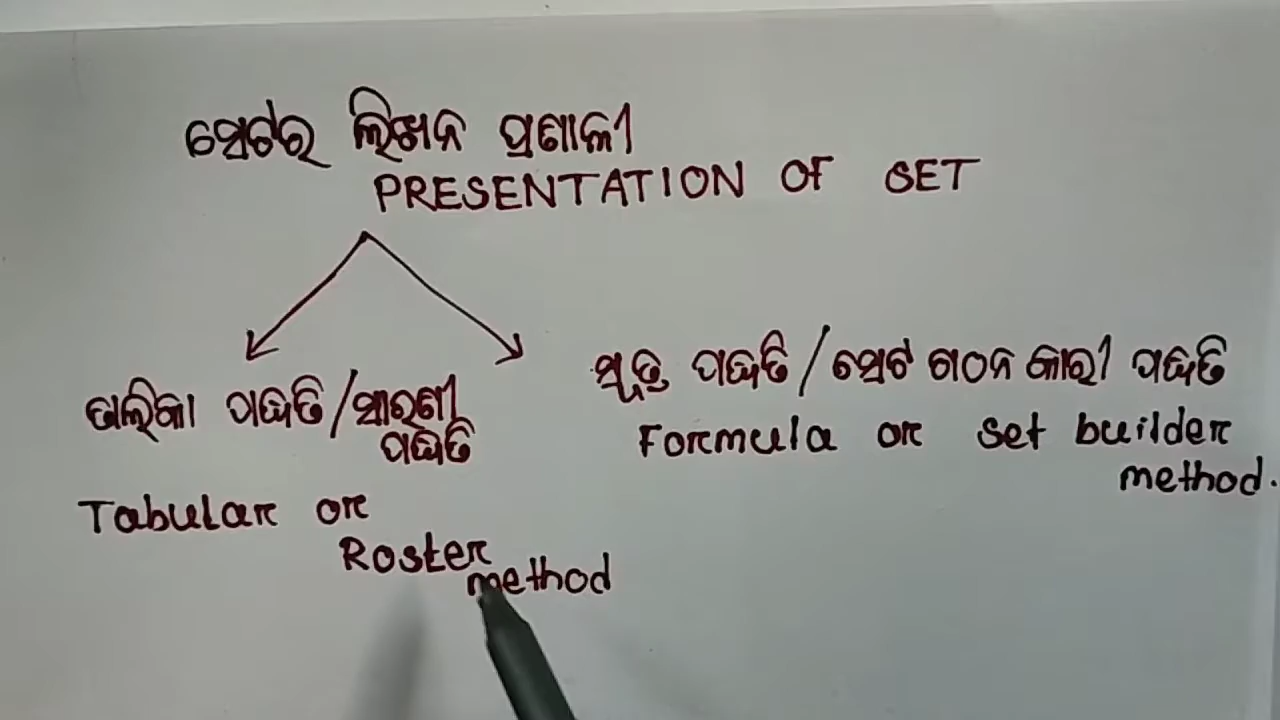 ସେଟର ଲିଖନ ପ୍ରଣାଳୀ
PRESENTATION OF SET
ତାଲିକା ପଦ୍ଧତି/ସାରଣୀ
ପଦ୍ଧତି
Tabular or
Roster
method
ସୂତ୍ର ପଦ୍ଧତି/ସେଟ ଗଠନ କାରୀ ପଦ୍ଧତି
Formula or set builder
method.